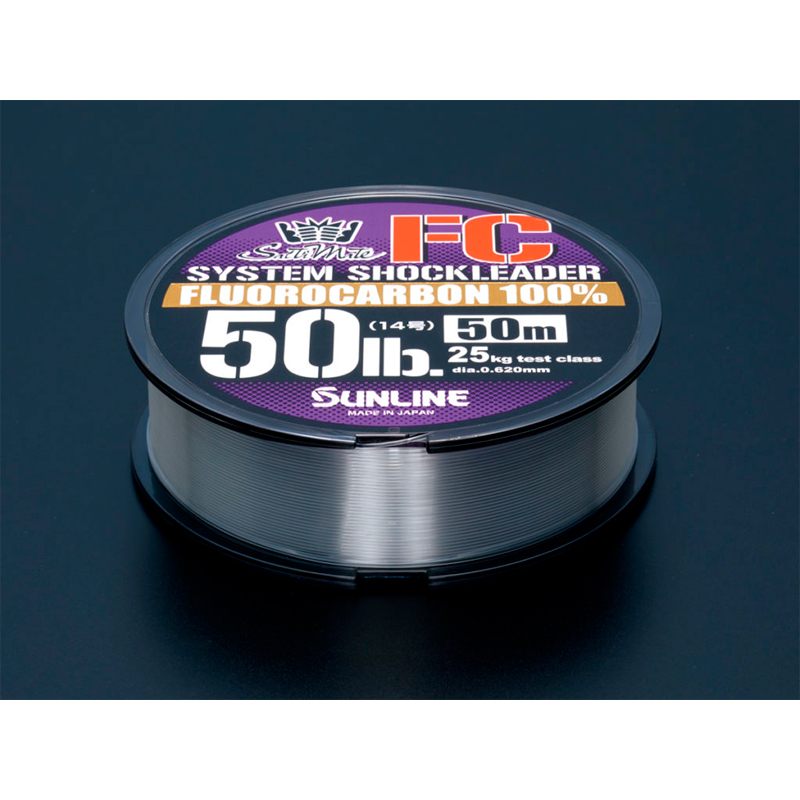 SaltiMate FC
SYSTEM SHOCKLEADER
FLUOROCARBON 100%
50lb. (14号) 50m
25kg test class
dia.0.620mm
SUNLINE
MADE IN JAPAN